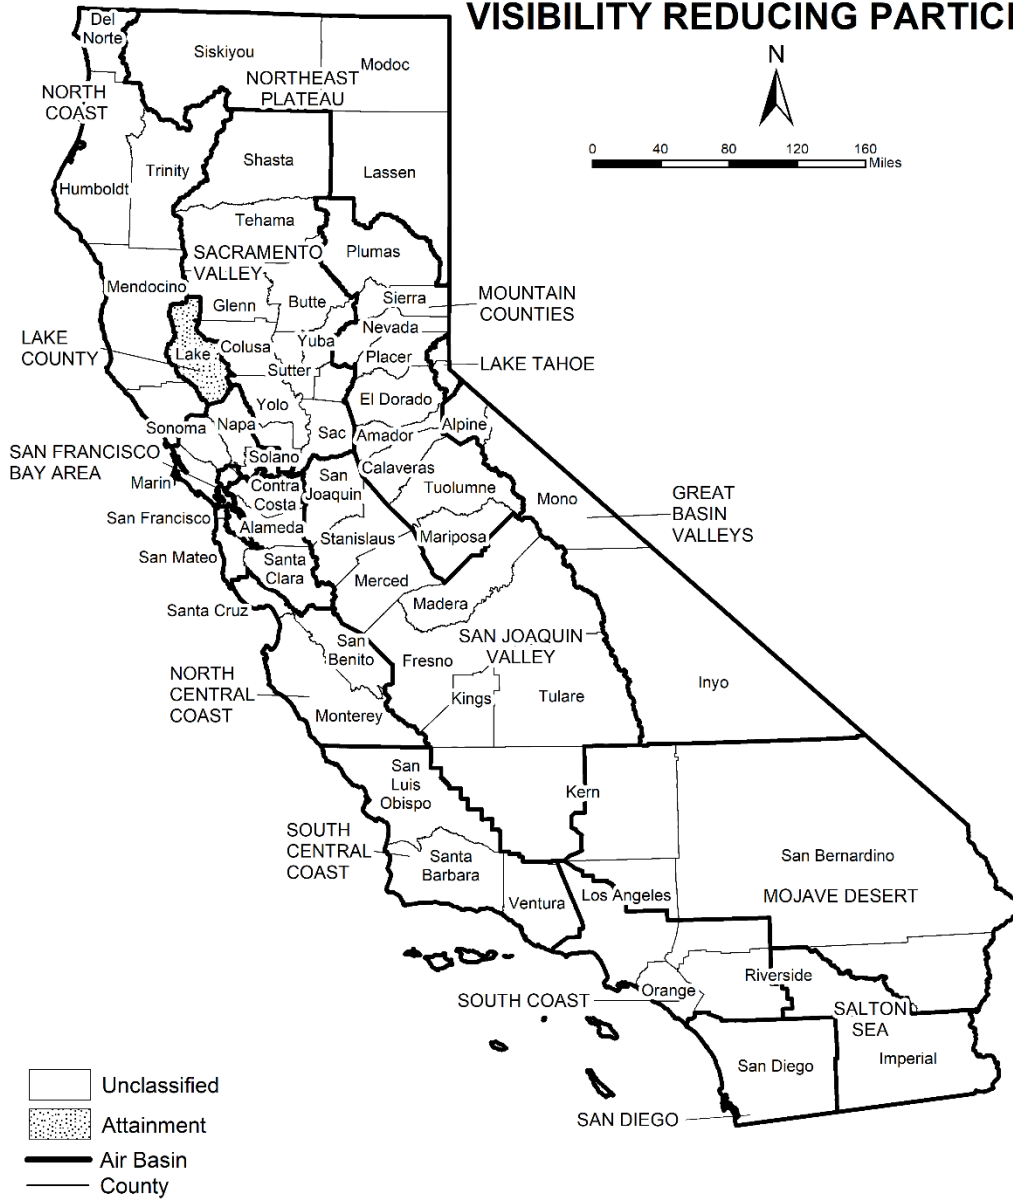 VISIBILITY REDUCING PARTICI
N
0 40 80 120 160
Miles
Del
Norte
Siskiyou
Modoc
NORTHEAST
PLATEAU
NORTH
COAST
Shasta
Trinity
Lassen
Humboldt
Tehama
Plumas
SACRAMENTO
VALLEY
Mendocino
Glenn
Butte
Sierra
MOUNTAIN
COUNTIES
Nevada
LAKE
COUNTY
Lake
Colusa
Yuba
Placer
LAKE TAHOE
Sutter
El Dorado
Yolo
Sonoma
Napa
Sac
Amador
Alpine
SAN FRANCISCO
BAY AREA
Solano
Calaveras
Marin
Contra
Costa
San
Joaquin
Tuolumne
Mono
GREAT
BASIN
VALLEYS
San Francisco
Alameda
Stanislaus
Mariposa
San Mateo
Santa
Clara
Merced
Santa Cruz
Madera
San
Benito
SAN JOAQUIN
VALLEY
Fresno
NORTH
CENTRAL
COAST
Kings
Tulare
Inyo
Monterey
San
Luis
Obispo
Kern
SOUTH
CENTRAL
COAST
Santa
Barbara
San Bernardino
Los Angeles
MOJAVE DESERT
Ventura
Riverside
Orange
SOUTH COAST
SALTON
SEA
San Diego
Imperial
SAN DIEGO
Unclassified
Attainment
Air Basin
County